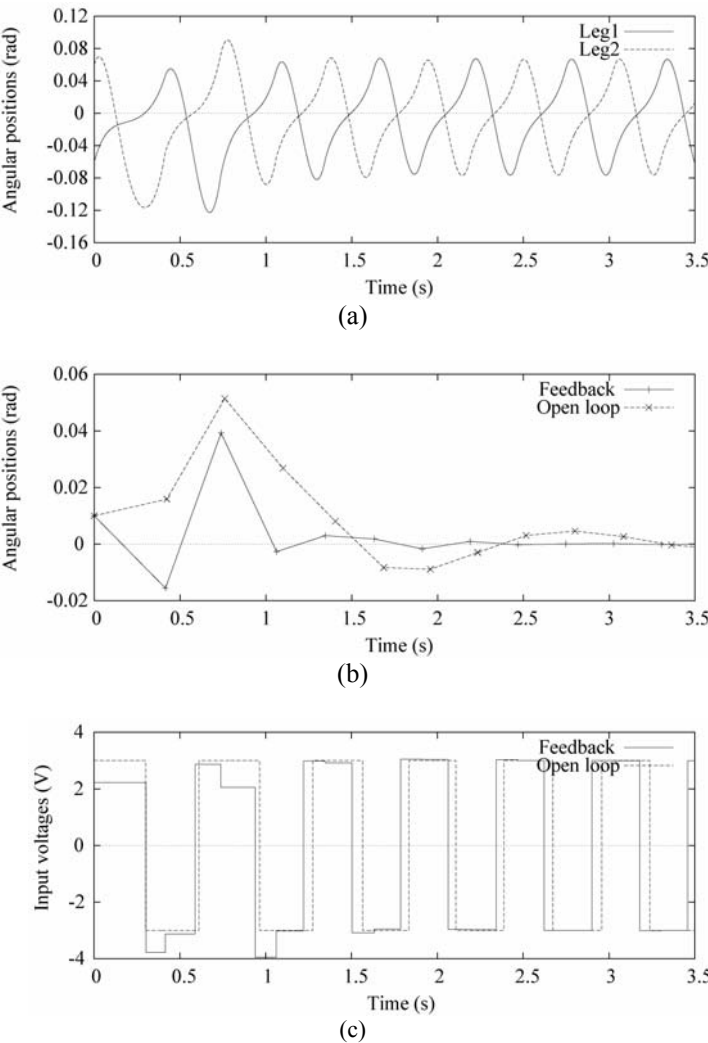 0.12
0.08
0.04
0
-0.04
-0.08
-0.12
-0.16
Angular positions (rad)
Leg1
Leg2
0 0.5 1 1.5 2 2.5 3 3.5
Time (s)
(a)
0.06
0.04
0.02
0
-0.02
Angular positions (rad)
Feedback
Open loop
0 0.5 1 1.5 2 2.5 3 3.5
Time (s)
(b)
4
2
0
-2
-4
Input voltages (V)
Feedback
Open loop
0 0.5 1 1.5 2 2.5 3 3.5
Time (s)
(c)